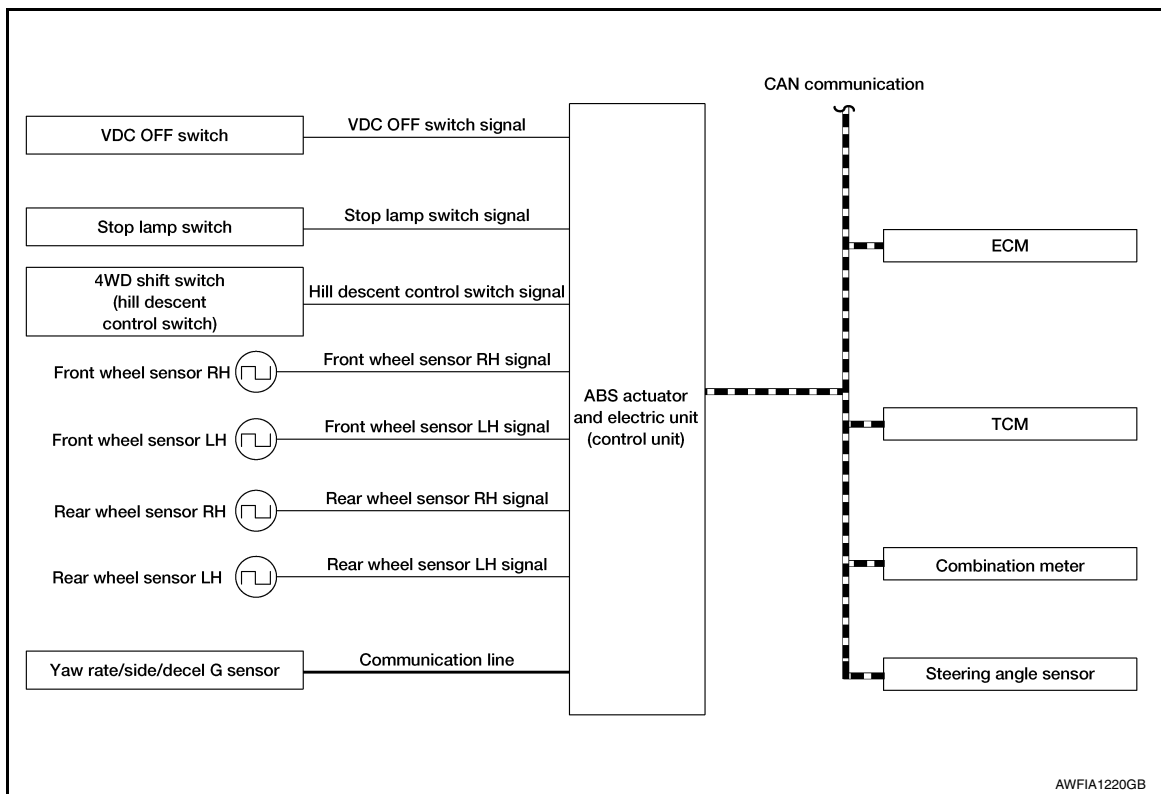 CAN communication
VDC OFF switch
VDC OFF switch signal
Stop lamp switch
Stop lamp switch signal
4WD shift switch
(hill descent
control switch)
Hill descent control switch signal
Front wheel sensor RH
Front wheel sensor RH signal
Front wheel sensor LH
Front wheel sensor LH signal
Rear wheel sensor RH
Rear wheel sensor RH signal
Rear wheel sensor LH
Rear wheel sensor LH signal
Yaw rate/side/decel G sensor
Communication line
ABS actuator
and electric unit
(control unit)
ECM
TCM
Combination meter
Steering angle sensor
AWFIA1220GB